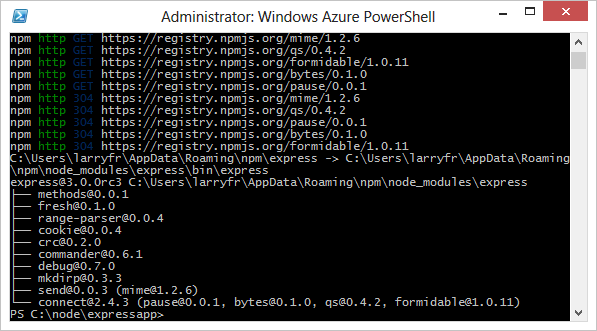 Administrator: Windows Azure PowerShell
npm http GET https://registry.npmjs.org/mime/1.2.6
npm http GET https://registry.npmjs.org/qs/0.4.2
npm http GET https://registry.npmjs.org/formidable/1.0.11
npm http GET https://registry.npmjs.org/bytes/0.1.0
npm http GET https://registry.npmjs.org/pause/0.0.1
npm http 304 https://registry.npmjs.org/mime/1.2.6
npm http 304 https://registry.npmjs.org/qs/0.4.2
npm http 304 https://registry.npmjs.org/pause/0.0.1
npm http 304 https://registry.npmjs.org/bytes/0.1.0
npm http 304 https://registry.npmjs.org/formidable/1.0.11
C:\Users\larryfr\AppData\Roaming\npm\express -> C:\Users\larryfr\AppData\Roaming
\npm\node_modules\express\bin\express
express@3.0.0rc3 C:\Users\larryfr\AppData\Roaming\npm\node_modules\express
├── methods@0.0.1
├── fresh@0.1.0
├── range-parser@0.0.4
├── cookie@0.0.4
├── crc@0.2.0
├── commander@0.6.1
├── debug@0.7.0
├── mkdirp@0.3.3
├── send@0.0.3 (mime@1.2.6)
└── connect@2.4.3 (pause@0.0.1, bytes@0.1.0, qs@0.4.2, formidable@1.0.11)
PS C:\node\expressapp>